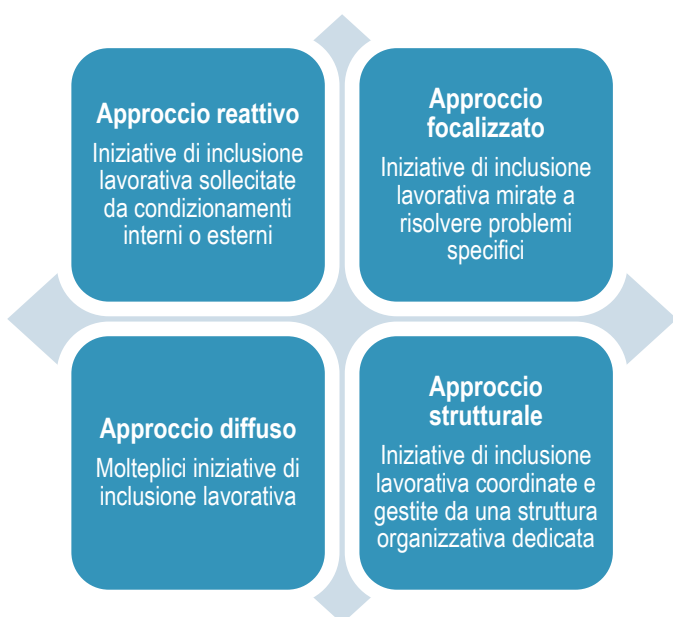 Approccio reattivo
Iniziative di inclusione
lavorativa sollecitate
da condizionamenti
interni o esterni
Approccio
focalizzato
Iniziative di inclusione
lavorativa mirate a
risolvere problemi
specifici
Approccio diffuso
Molteplici iniziative di
inclusione lavorativa
Approccio
strutturale
Iniziative di inclusione
lavorativa coordinate e
gestite da una struttura
organizzativa dedicata